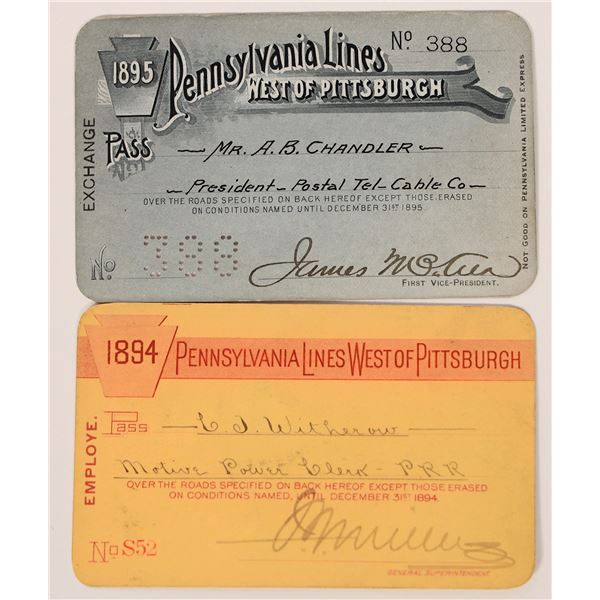 1895
Pennsylvania Lines
West of Pittsburgh
No. 388
EXCHANGE
PASS
Mr. A. B. Chandler
President - Postal Tel-Cable Co
OVER THE ROADS SPECIFIED ON BACK HEREOF EXCEPT THOSE ERASED
ON CONDITIONS NAMED UNTIL DECEMBER 31ST 1895
No. 388
James McCrea
FIRST VICE-PRESIDENT.
NOT GOOD ON PENNSYLVANIA LIMITED EXPRESS
1894
PENNSYLVANIA LINES WEST OF PITTSBURGH
EMPLOYE.
Pass
Motive Power Clerk - PRR
OVER THE ROADS SPECIFIED ON BACK HEREOF EXCEPT THOSE ERASED
ON CONDITIONS NAMED, UNTIL DECEMBER 31ST 1894.
No S52
GENERAL SUPERINTENDENT.